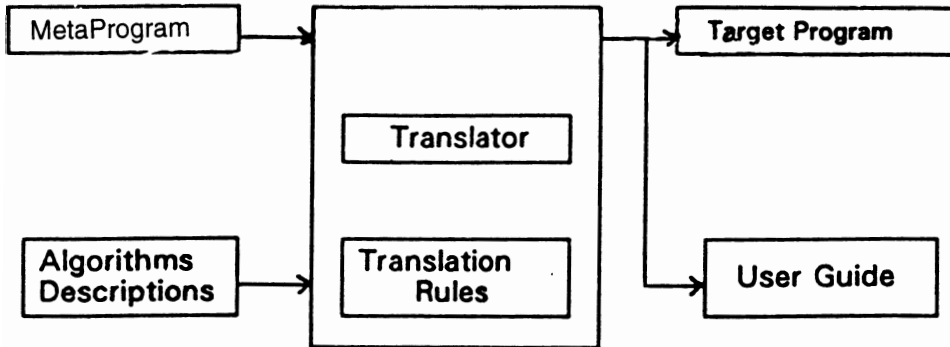 MetaProgram
Target Program
Translator
Algorithms
Descriptions
Translation
Rules
User Guide